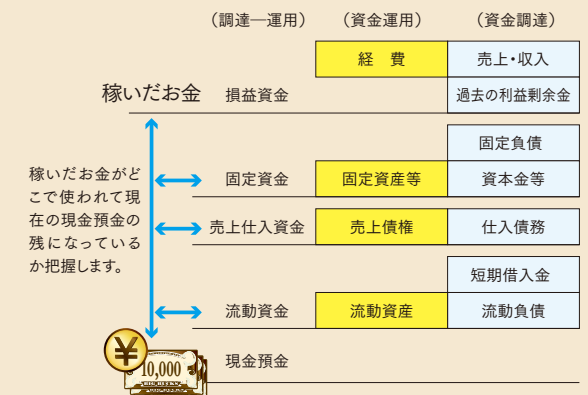 （調達―運用）　（資金運用）　（資金調達）
経　費　売上・収入
稼いだお金　損益資金　過去の利益剰余金
固定負債
稼いだお金がど
こで使われて現
在の現金預金の
残になっている
か把握します。
固定資金　固定資産等　資本金等
売上仕入資金　売上債権　仕入債務
短期借入金
流動資金　流動資産　流動負債
¥
10,000
現金預金